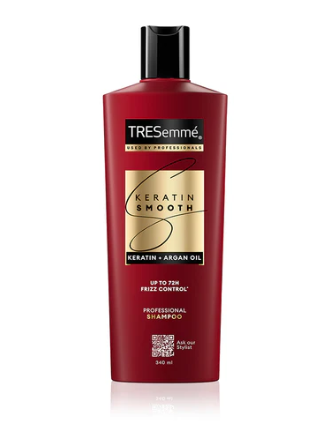 TRESemmé®
USED BY PROFESSIONALS
KERATIN
SMOOTH
KERATIN + ARGAN OIL
UP TO 72H
FRIZZ CONTROL*
PROFESSIONAL
SHAMPOO
Ask our
Stylist
340 ml